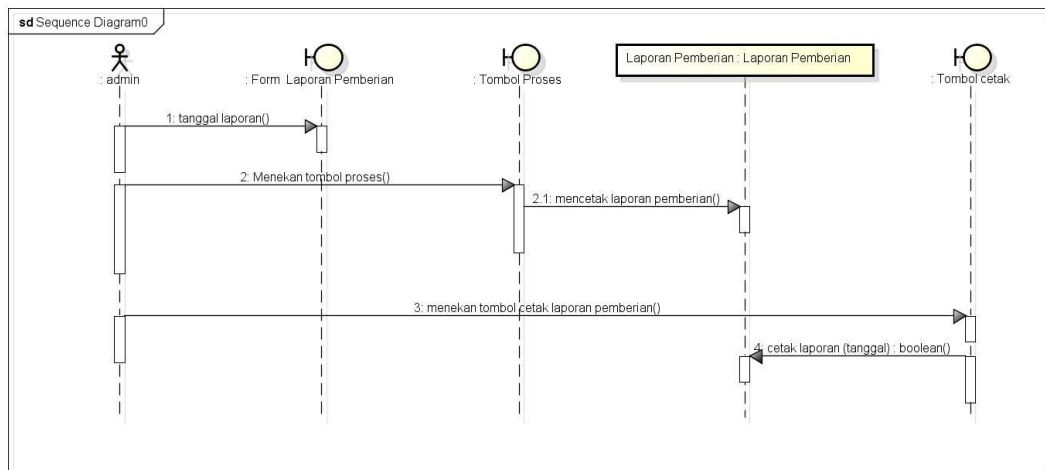 sd Sequence Diagram0
: admin
: Form Laporan Pemberian
: Tombol Proses
Laporan Pemberian : Laporan Pemberian
: Tombol cetak
1: tanggal laporan()
2: Menekan tombol proses()
2.1: mencetak laporan pemberian()
3: menekan tombol cetak laporan pemberian()
4: cetak laporan (tanggal) : boolean()